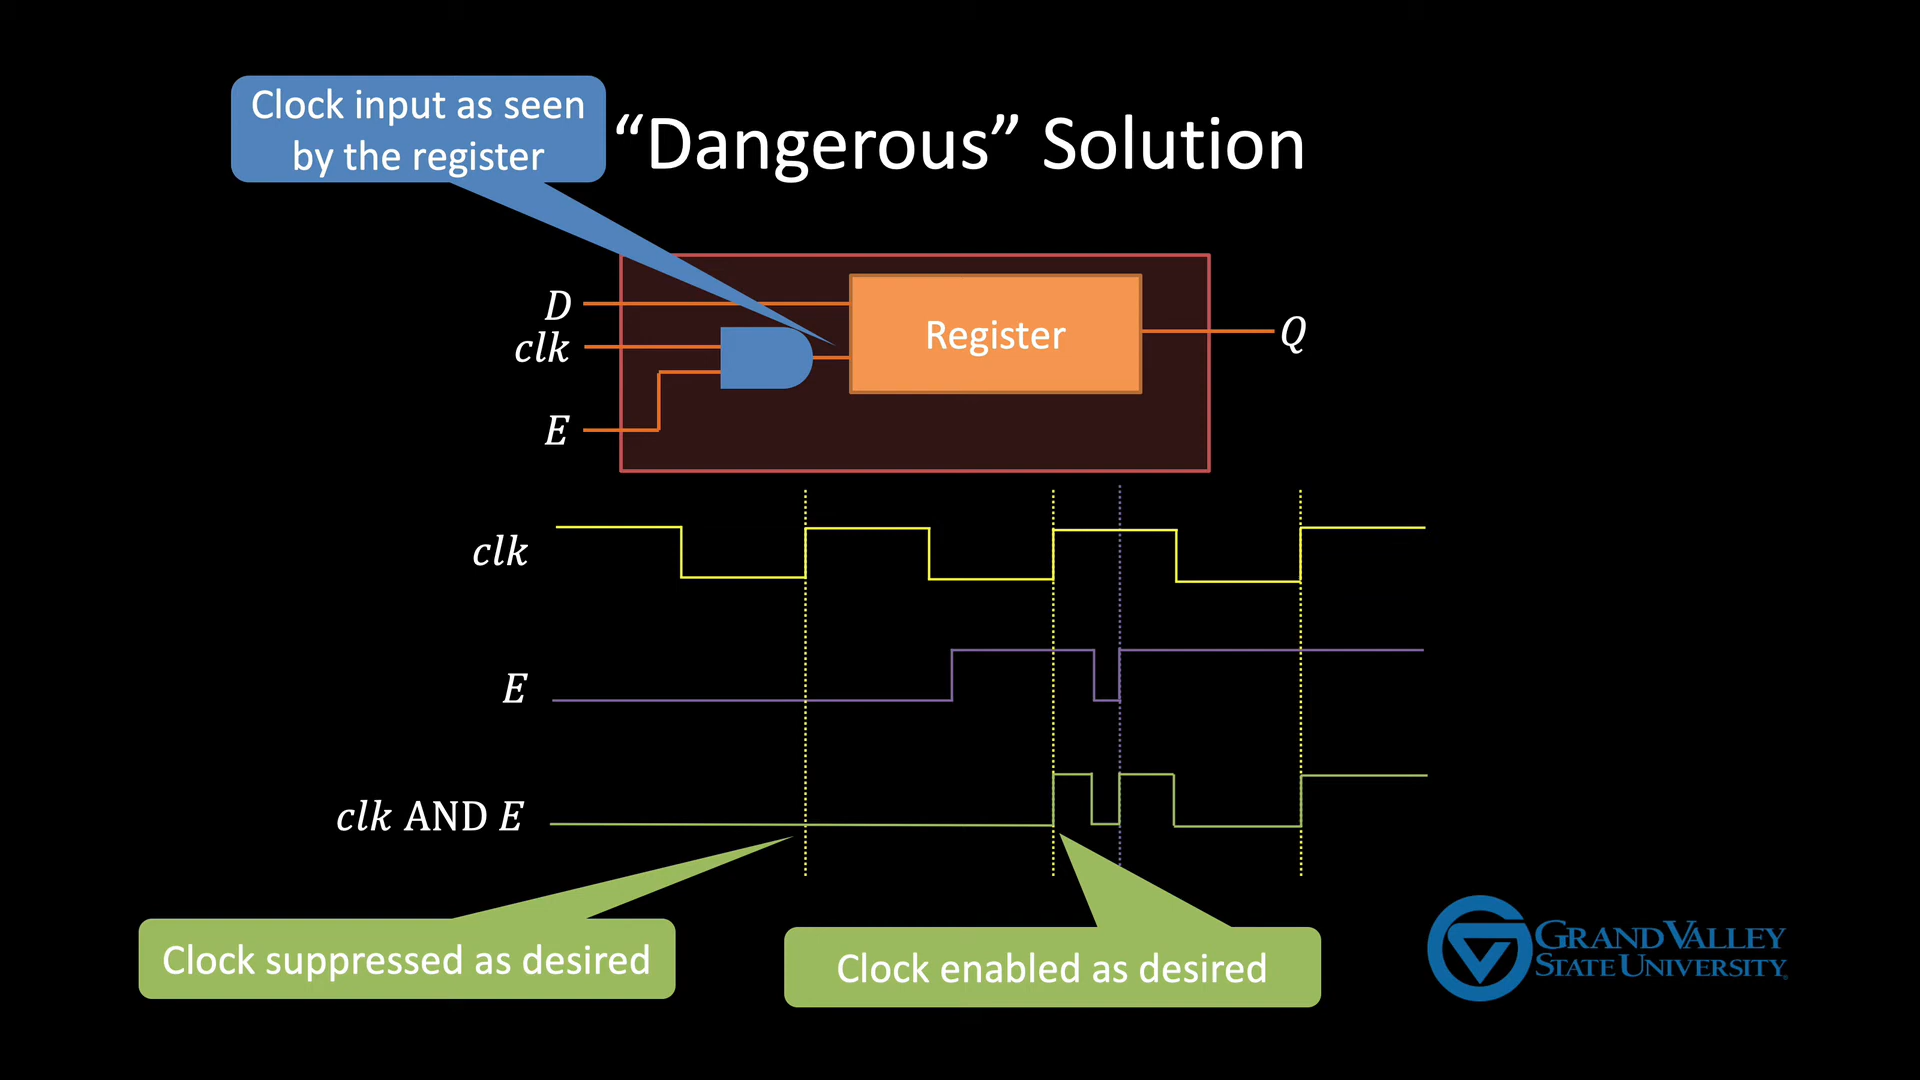 Clock input as seen
by the register
“Dangerous” Solution
D
clk
E
Register
Q
clk
E
clk AND E
Clock suppressed as desired
Clock enabled as desired
GRAND VALLEY
STATE UNIVERSITY